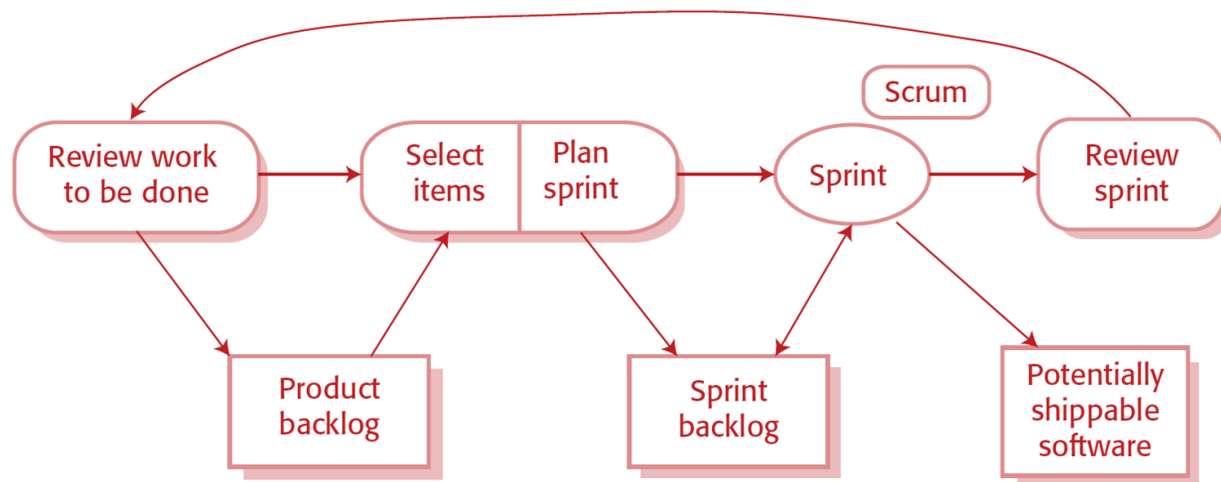 Scrum
Review work
to be done
Select
items
Plan
sprint
Sprint
Review
sprint
Product
backlog
Sprint
backlog
Potentially
shippable
software